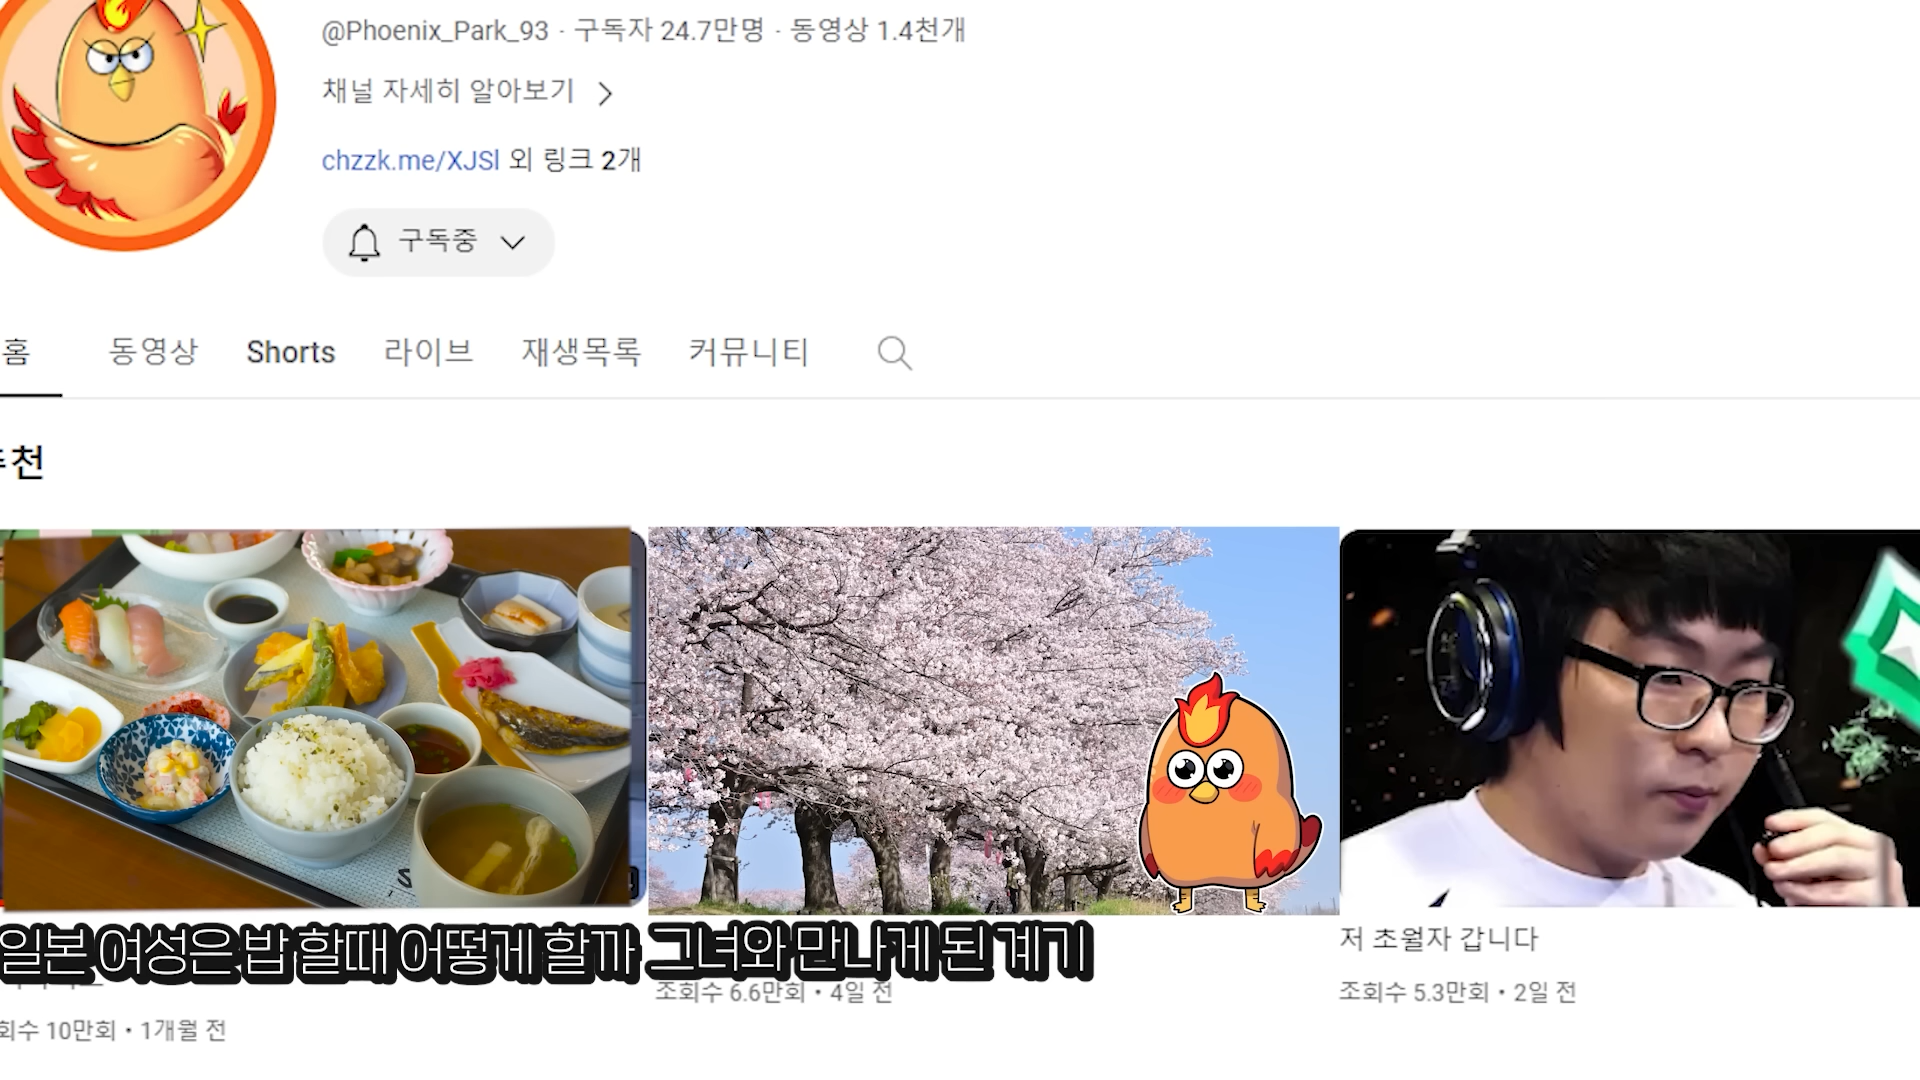 @Phoenix_Park_93 · 구독자 24.7만명 · 동영상 1.4천개
채널 자세히 알아보기
chzzk.me/XJSl 외 링크 2개
구독중
홈 동영상 Shorts 라이브 재생목록 커뮤니티
천
일본 여성은 밥 할때 어떻게 할까
그녀와 만나게 된 계기
저 초월자 갑니다
회수 10만회 • 1개월 전
조회수 6.6만회 • 4일 전
조회수 5.3만회 • 2일 전